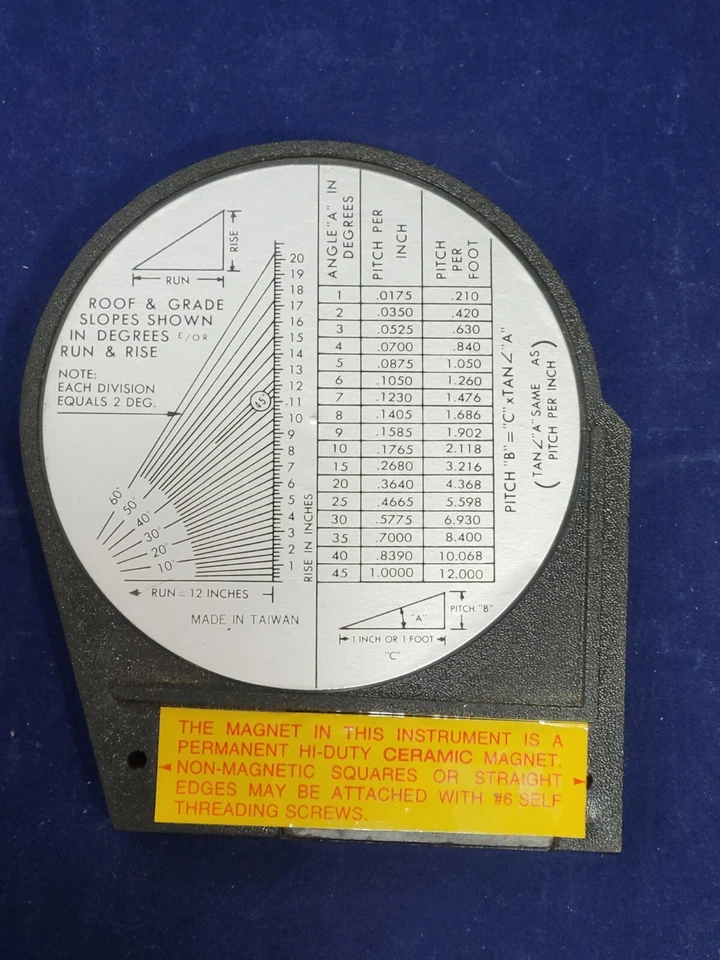 RISE
RUN
ROOF & GRADE
SLOPES SHOWN
IN DEGREES &/OR
RUN & RISE
NOTE:
EACH DIVISION
EQUALS 2 DEG.
20
19
18
17
16
15
14
13
12
11
10
9
8
7
6
5
4
3
2
1
45°
60°
50°
40°
30°
20°
10°
RISE IN INCHES
RUN = 12 INCHES
MADE IN TAIWAN
ANGLE "A" IN DEGREES PITCH PER INCH PITCH PER FOOT
1 .0175 .210
2 .0350 .420
3 .0525 .630
4 .0700 .840
5 .0875 1.050
6 .1050 1.260
7 .1230 1.476
8 .1405 1.686
9 .1585 1.902
10 .1765 2.118
15 .2680 3.216
20 .3640 4.368
25 .4665 5.598
30 .5775 6.930
35 .7000 8.400
40 .8390 10.068
45 1.0000 12.000
PITCH "B" = "C" x TAN ∠ "A"
(TAN ∠ "A" SAME AS
PITCH PER INCH)
"A"
PITCH "B"
1 INCH OR 1 FOOT
"C"
THE MAGNET IN THIS INSTRUMENT IS A
PERMANENT HI-DUTY CERAMIC MAGNET.
NON-MAGNETIC SQUARES OR STRAIGHT
EDGES MAY BE ATTACHED WITH #6 SELF
THREADING SCREWS.